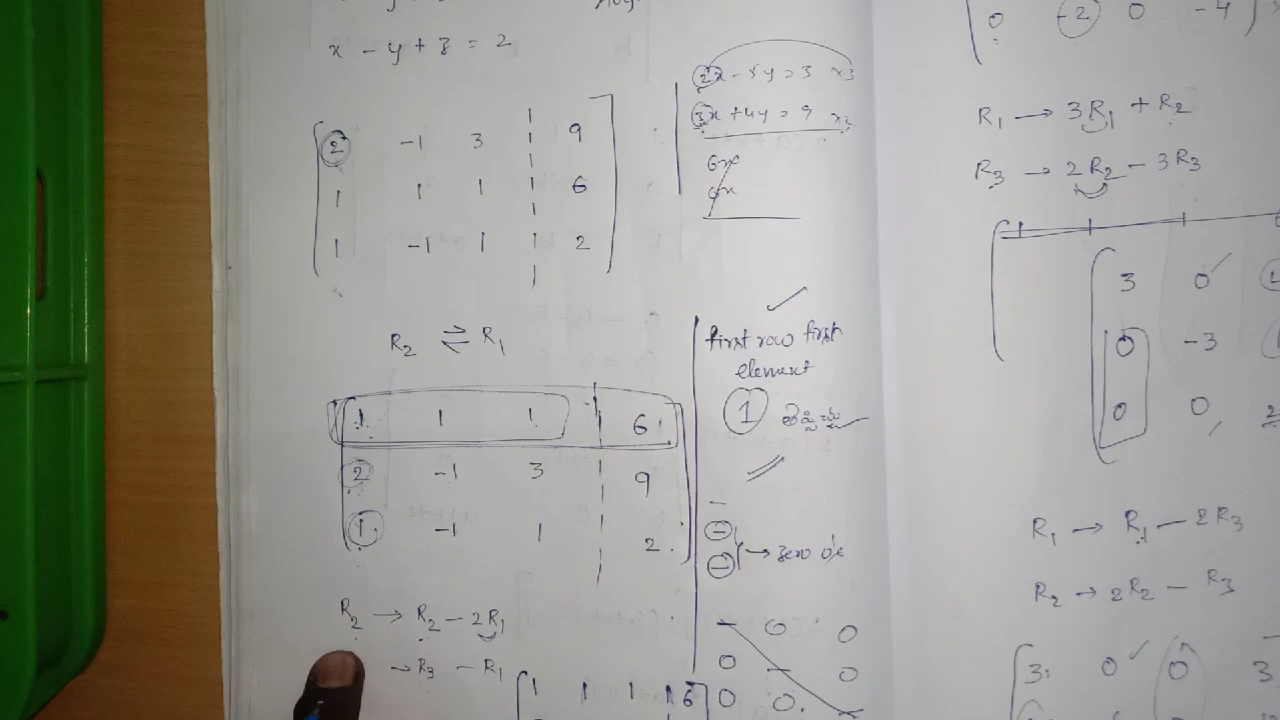 x - y + z = 2
2 -1 3 | 9
1 1 1 | 6
1 -1 1 | 2
R2 ⇌ R1
1 1 1 | 6
2 -1 3 | 9
1 -1 1 | 2
R2 → R2 - 2R1
→ R3 - R1
1 1 1 | 6
3x + 4y = 9
6x
6x
first row first
element
1
→ zero o's
- 0 0
0 - 0
0 0
0 -2 0 -4
R1 → 3R1 + R2
R3 → 2R2 - 3R3
3 0
0 -3
0 0 2
R1 → R1 - 2R3
R2 → 2R2 - R3
3 0 0 3